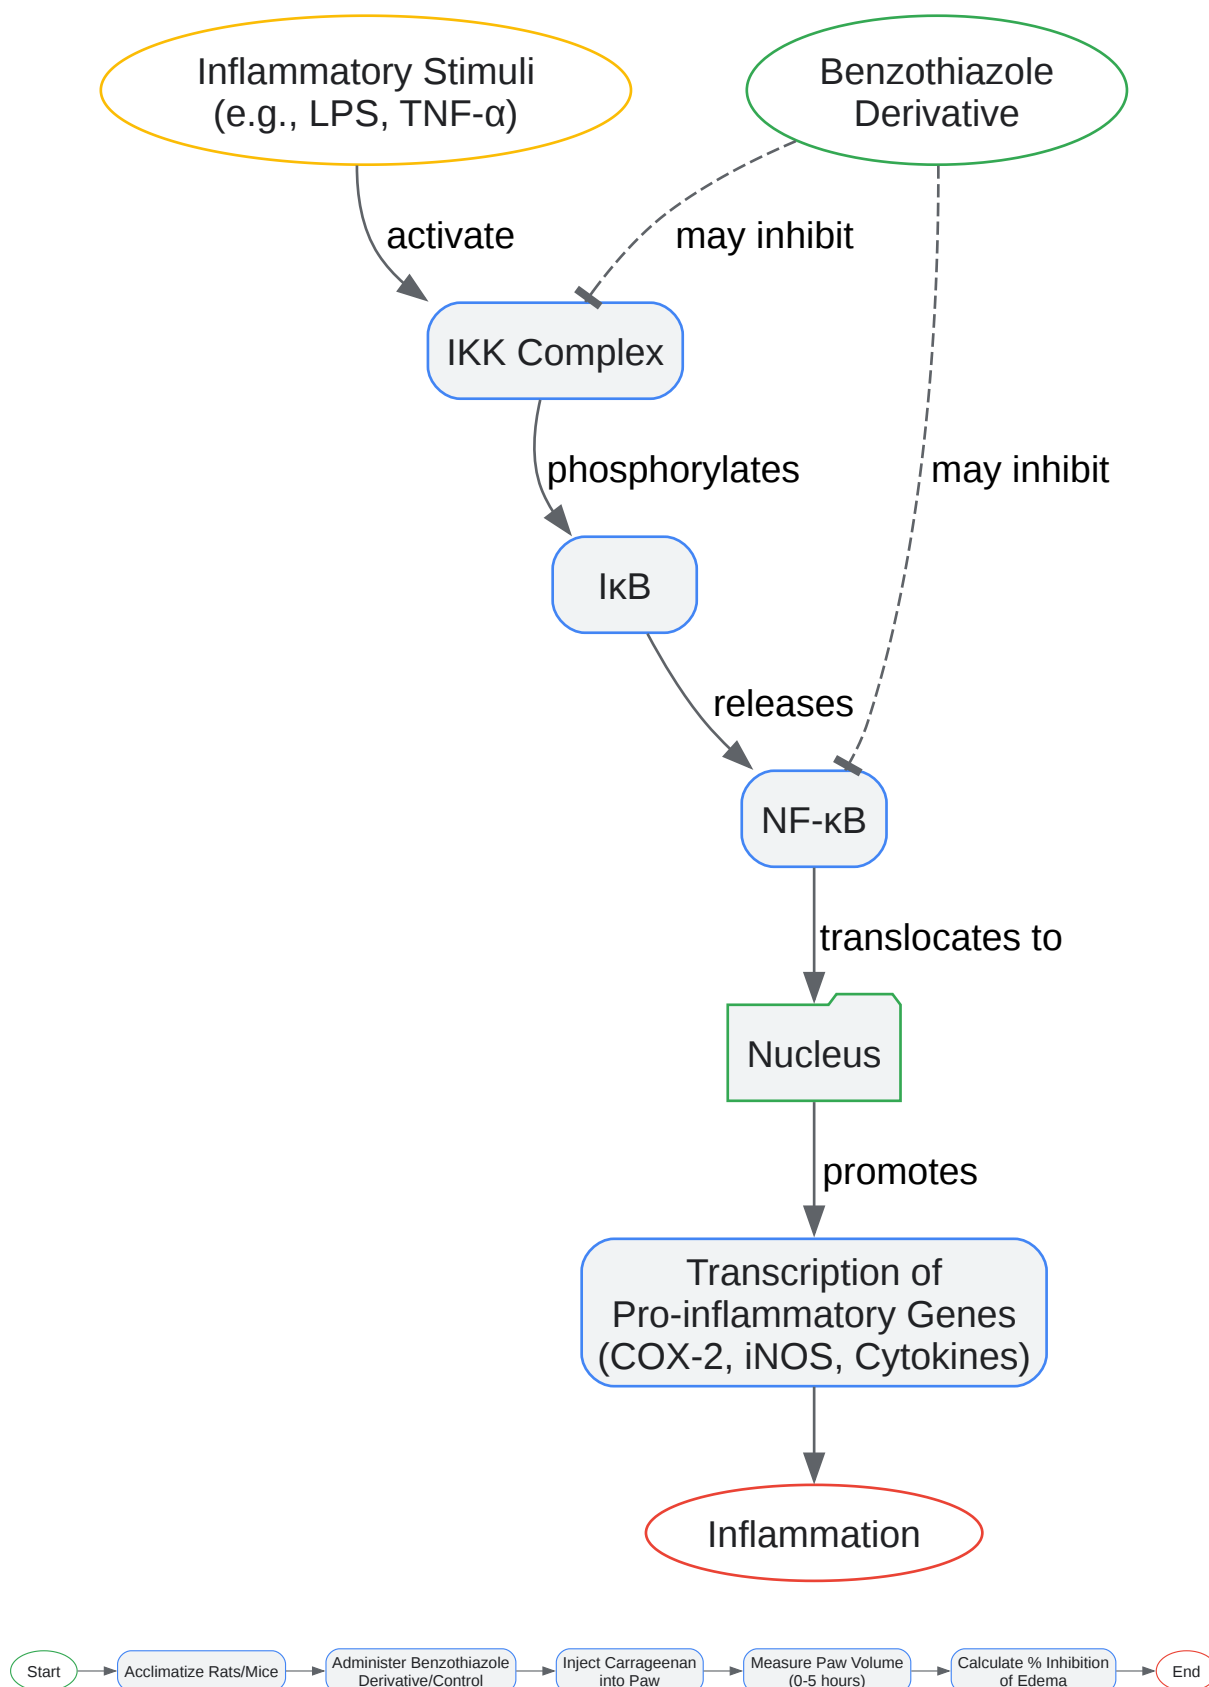 Inflammatory Stimuli
(e.g., LPS, TNF-α)
Benzothiazole
Derivative
activate
may inhibit
IKK Complex
phosphorylates
may inhibit
IκB
releases
NF-κB
translocates to
Nucleus
promotes
Transcription of
Pro-inflammatory Genes
(COX-2, iNOS, Cytokines)
Inflammation
Start
Acclimatize Rats/Mice
Administer Benzothiazole
Derivative/Control
Inject Carrageenan
into Paw
Measure Paw Volume
(0-5 hours)
Calculate % Inhibition
of Edema
End